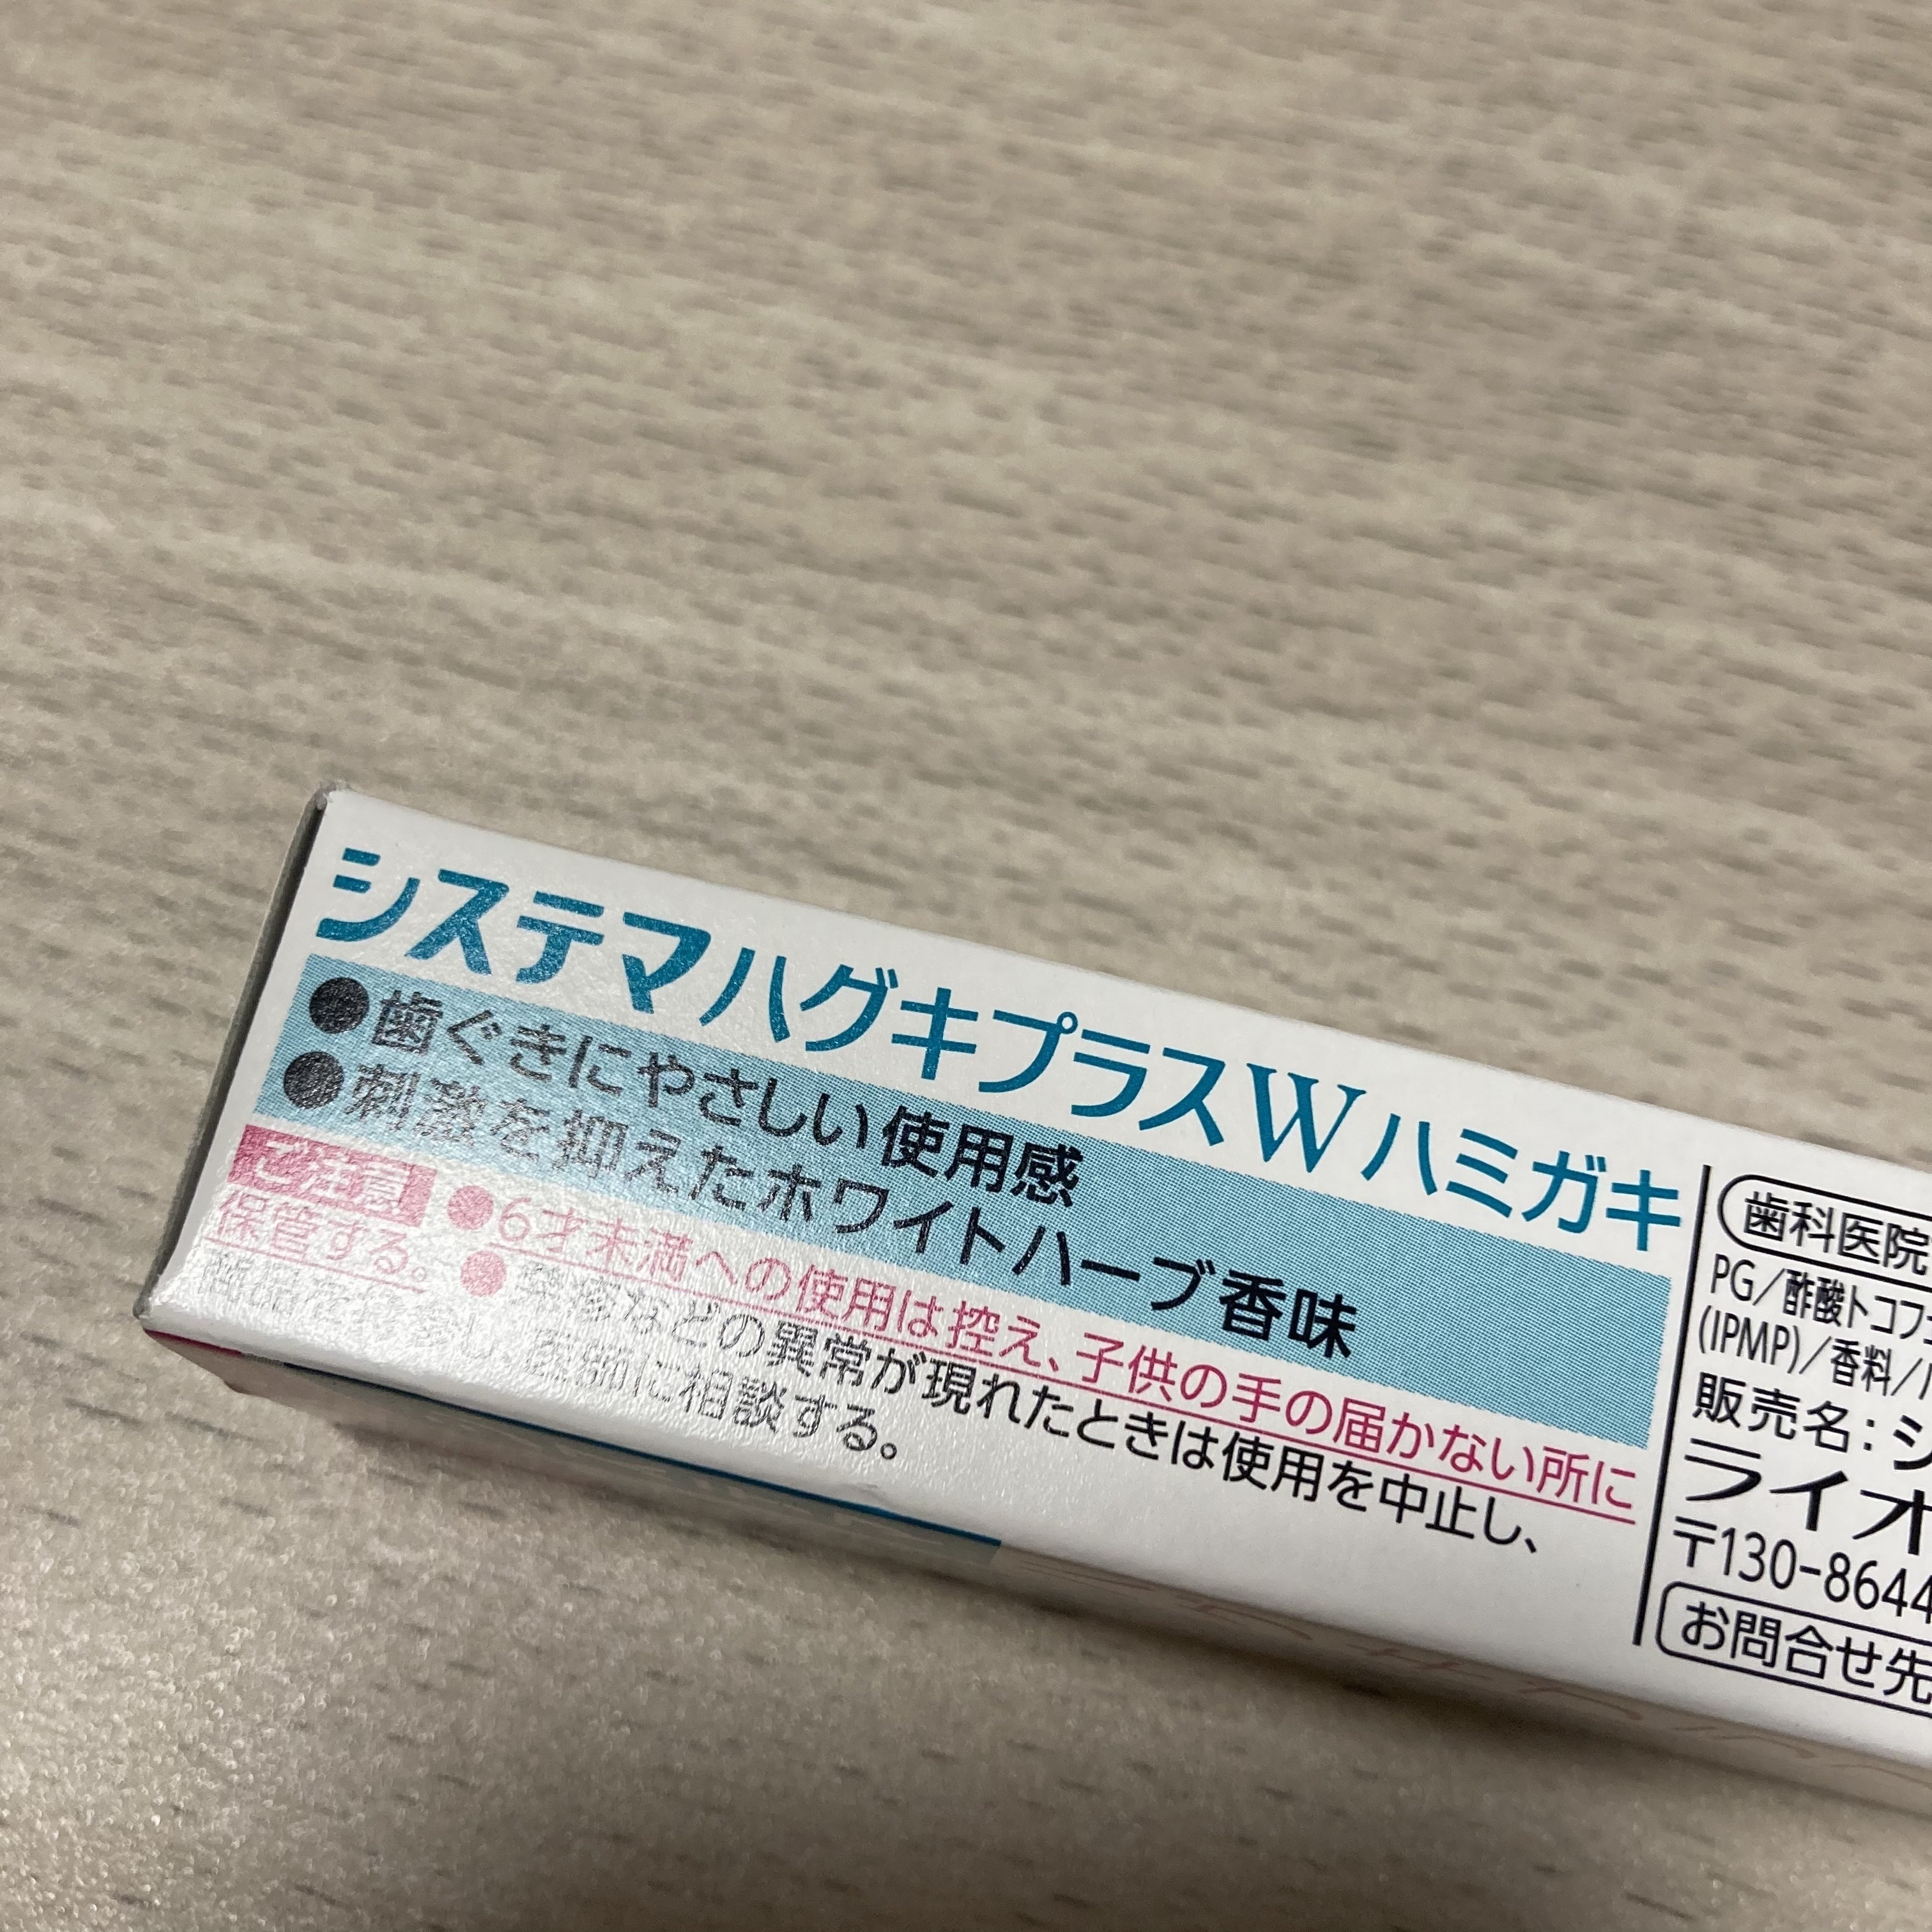 システマハグキプラスWハミガキ
●歯ぐきにやさしい使用感
●刺激を抑えたホワイトハーブ香味
ご注意 ●6才未満への使用は控え、子供の手の届かない所に
保管する。●発疹などの異常が現れたときは使用を中止し、
商品を持参し、医師に相談する。
歯科医院
PG/酢酸トコフ
(IPMP)/香料/
販売名:シ
ライオ
〒130-8644
お問合せ先